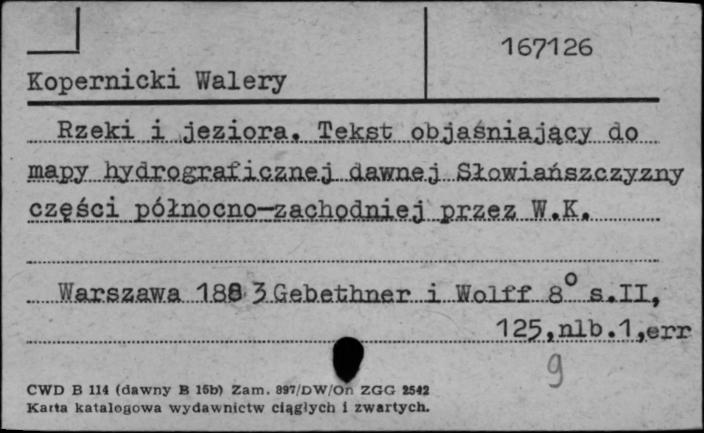 167126
Kopernicki Walery
Rzeki i jeziora. Tekst objaśniający do
mapy hydrograficznej dawnej Słowiańszczyzny
części północno-zachodniej przez W.K.
Warszawa 1883 Gebethner i Wolff 8° s.II,
125,nlb.1,err
9
CWD B 114 (dawny B 15b) Zam. 897/DW/On ZGG 2542
Karta katalogowa wydawnictw ciągłych i zwartych.